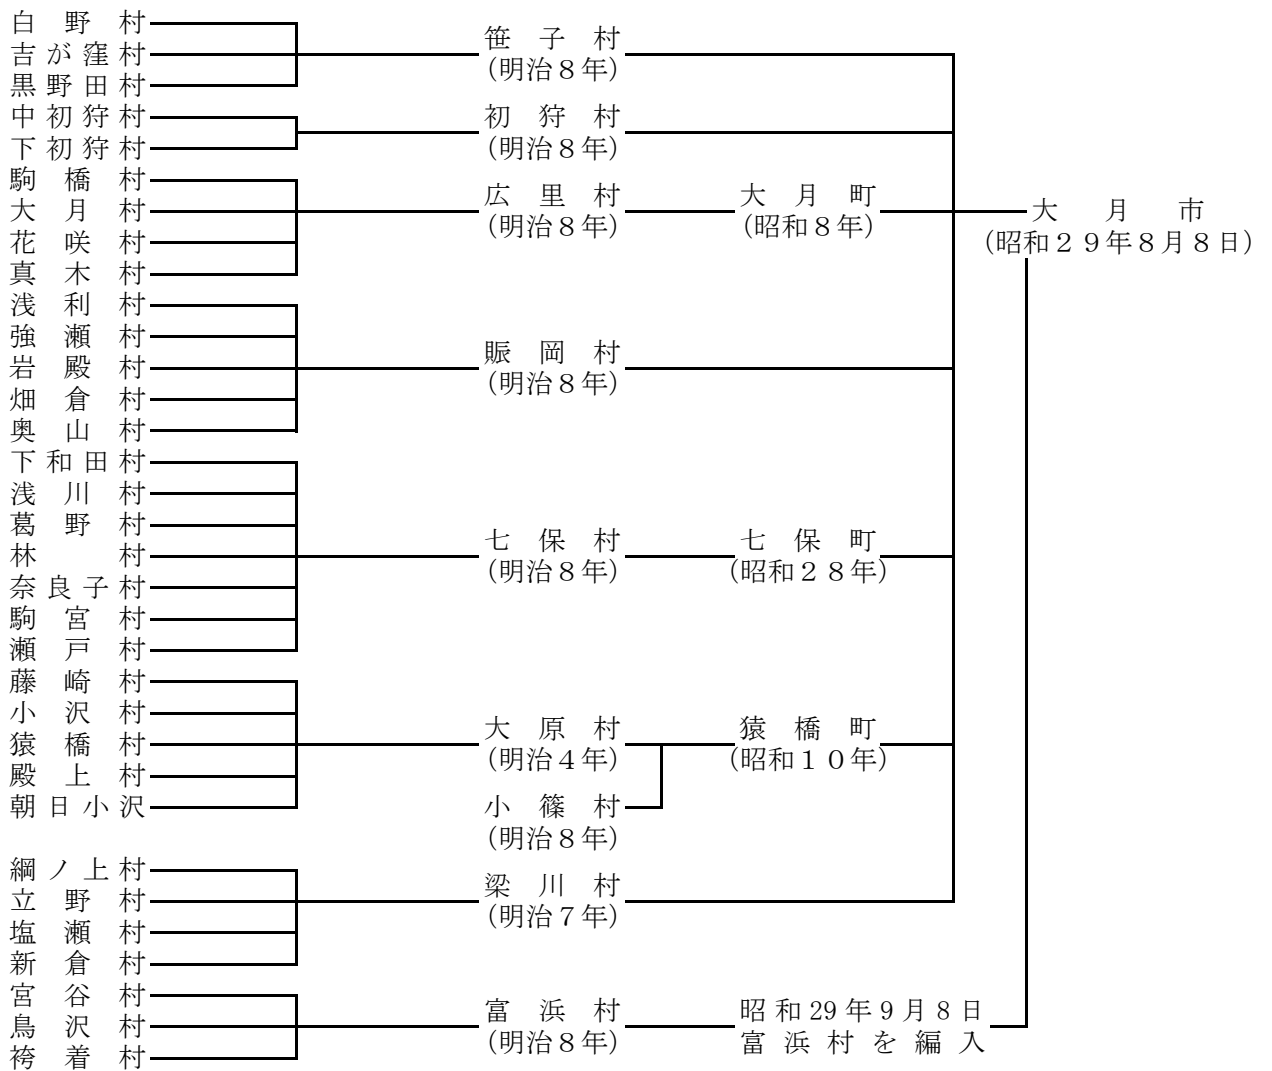 白野村
吉が窪村
黒野田村
中初狩村
下初狩村
駒橋村
大月村
花咲村
真木村
浅利村
強瀬村
岩殿村
畑倉村
奥山村
下和田村
浅川村
葛野村
林村
奈良子村
駒宮村
瀬戸村
藤崎村
小沢村
猿橋村
殿上村
朝日小沢
綱ノ上村
立野村
塩瀬村
新倉村
宮谷村
鳥沢村
袴着村
笹子村
(明治8年)
初狩村
(明治8年)
広里村
(明治8年)
賑岡村
(明治8年)
七保村
(明治8年)
大原村
(明治4年)
小篠村
(明治8年)
梁川村
(明治7年)
富浜村
(明治8年)
大月町
(昭和8年)
七保町
(昭和28年)
猿橋町
(昭和10年)
昭和29年9月8日
富浜村を編入
大月市
(昭和29年8月8日)